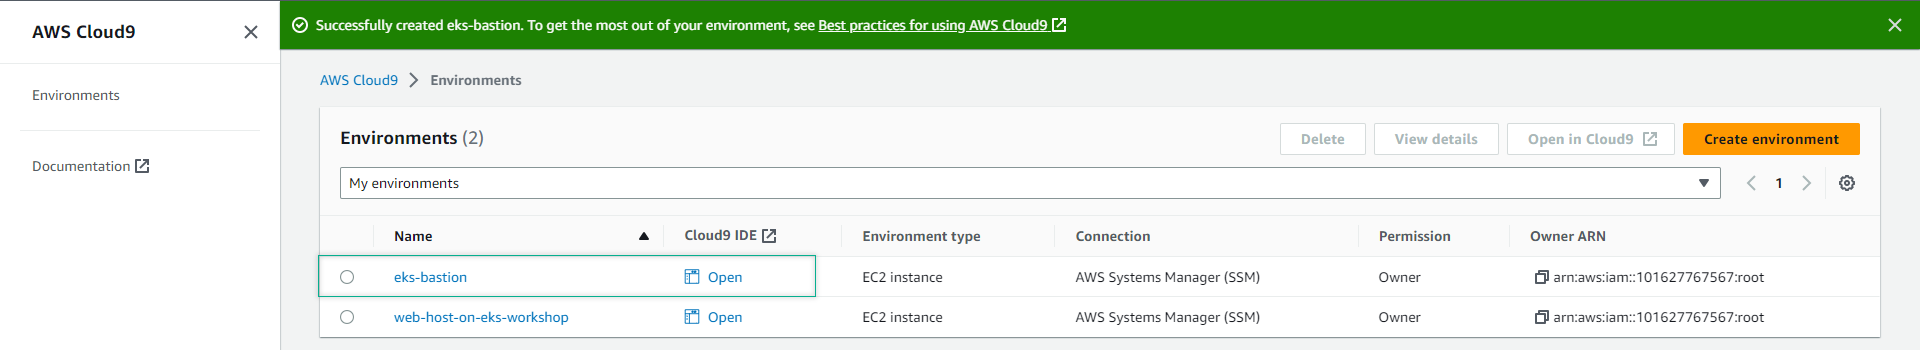 AWS Cloud9
Environments
Documentation
Successfully created eks-bastion. To get the most out of your environment, see Best practices for using AWS Cloud9
AWS Cloud9 Environments
Environments (2)
Delete View details Open in Cloud9 Create environment
My environments 1
Name Cloud9 IDE Environment type Connection Permission Owner ARN
eks-bastion Open EC2 instance AWS Systems Manager (SSM) Owner arn:aws:iam::101627767567:root
web-host-on-eks-workshop Open EC2 instance AWS Systems Manager (SSM) Owner arn:aws:iam::101627767567:root